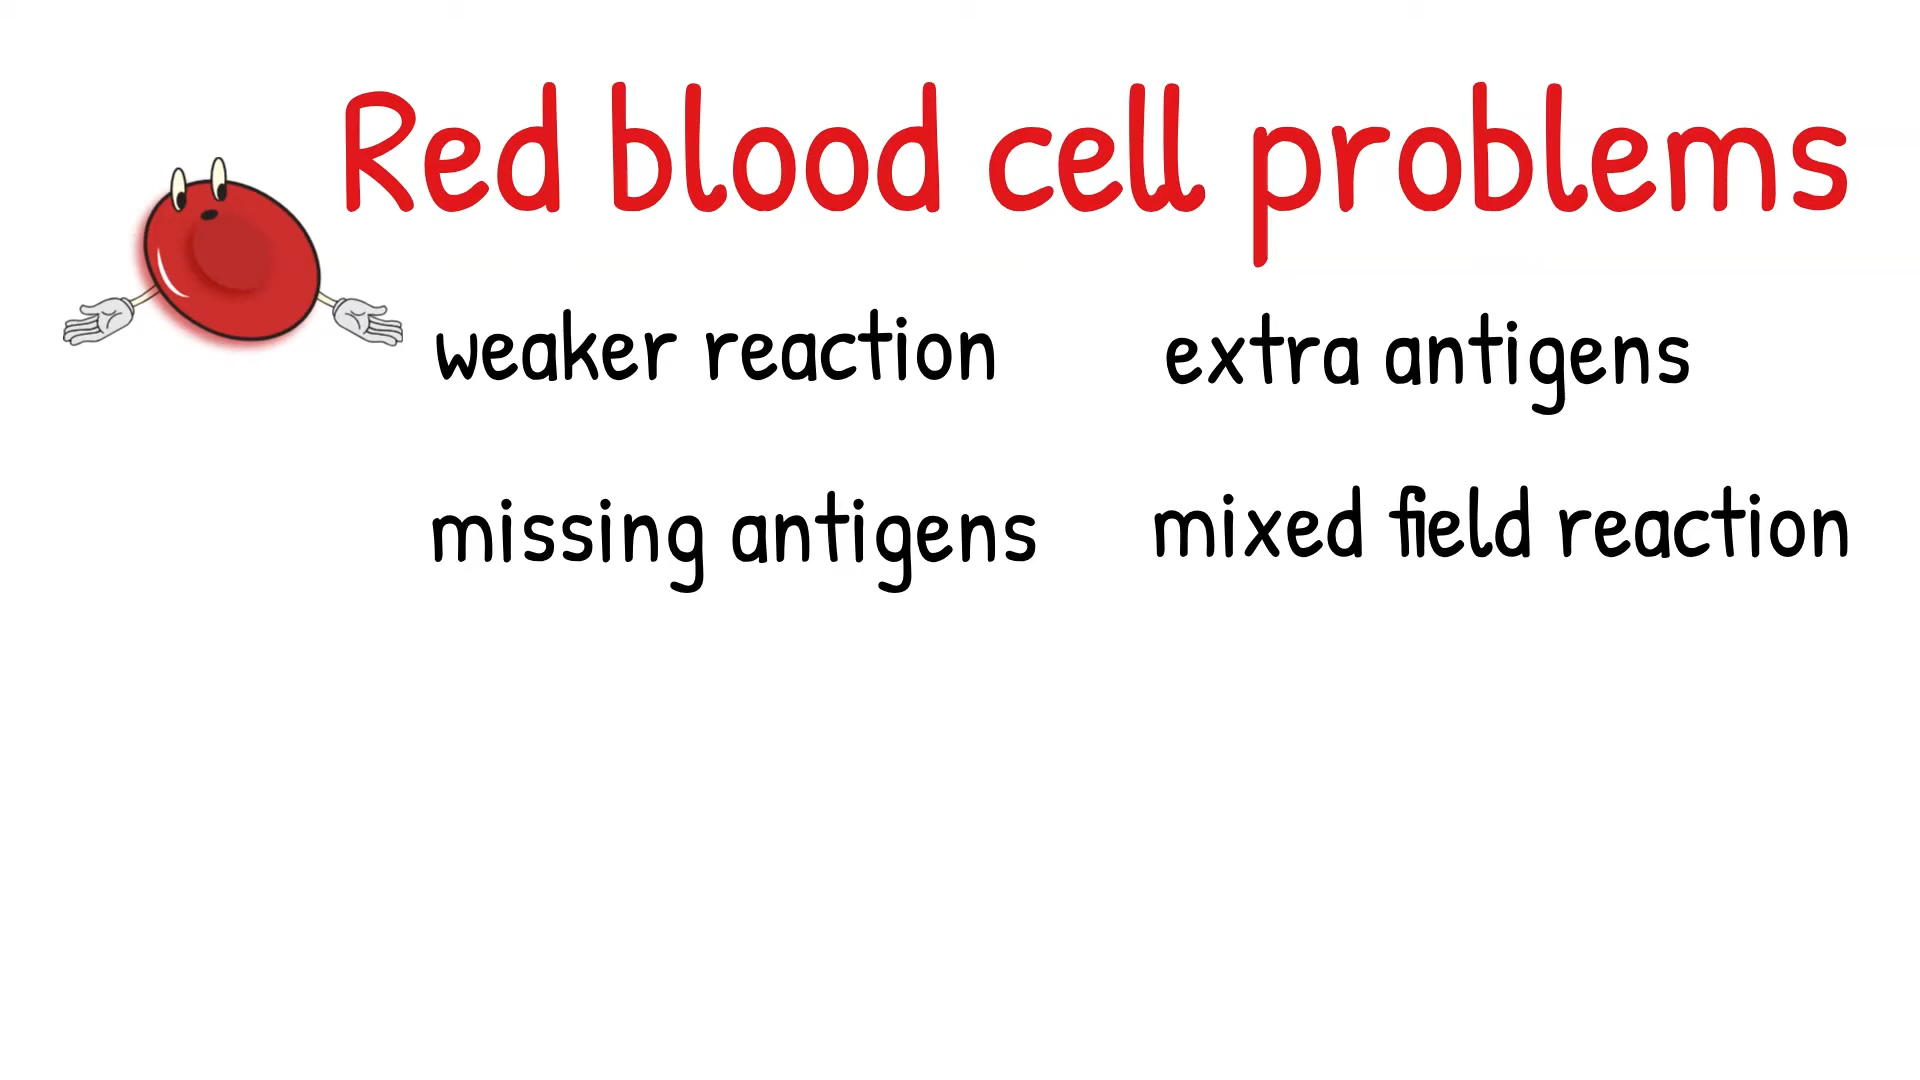 Red blood cell problems
weaker reaction
extra antigens
missing antigens
mixed field reaction